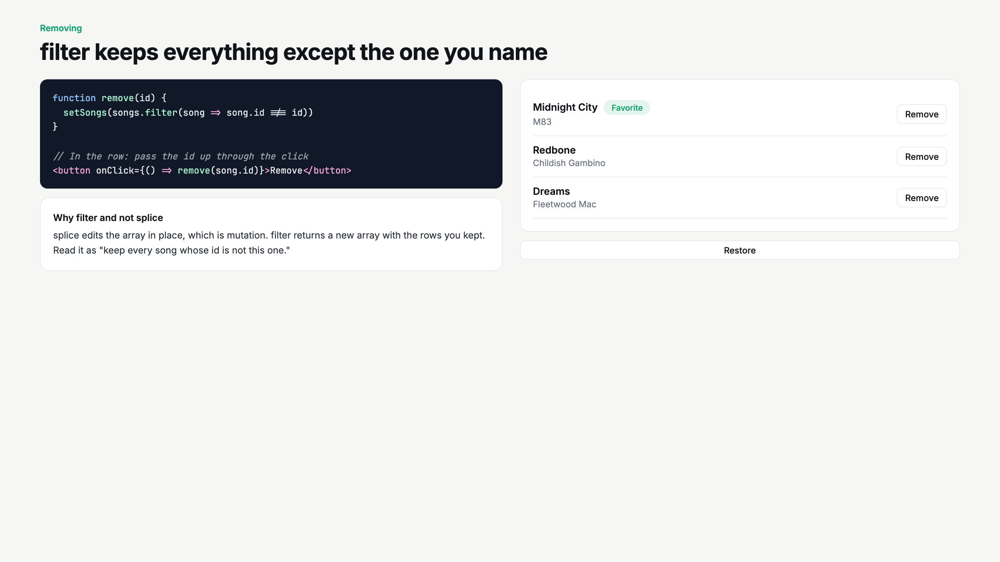 Removing
filter keeps everything except the one you name
function remove(id) {
  setSongs(songs.filter(song => song.id !== id))
}
// In the row: pass the id up through the click
<button onClick={() => remove(song.id)}>Remove</button>
Why filter and not splice
splice edits the array in place, which is mutation. filter returns a new array with the rows you kept.
Read it as "keep every song whose id is not this one."
Midnight City Favorite
M83
Remove
Redbone
Childish Gambino
Remove
Dreams
Fleetwood Mac
Remove
Restore